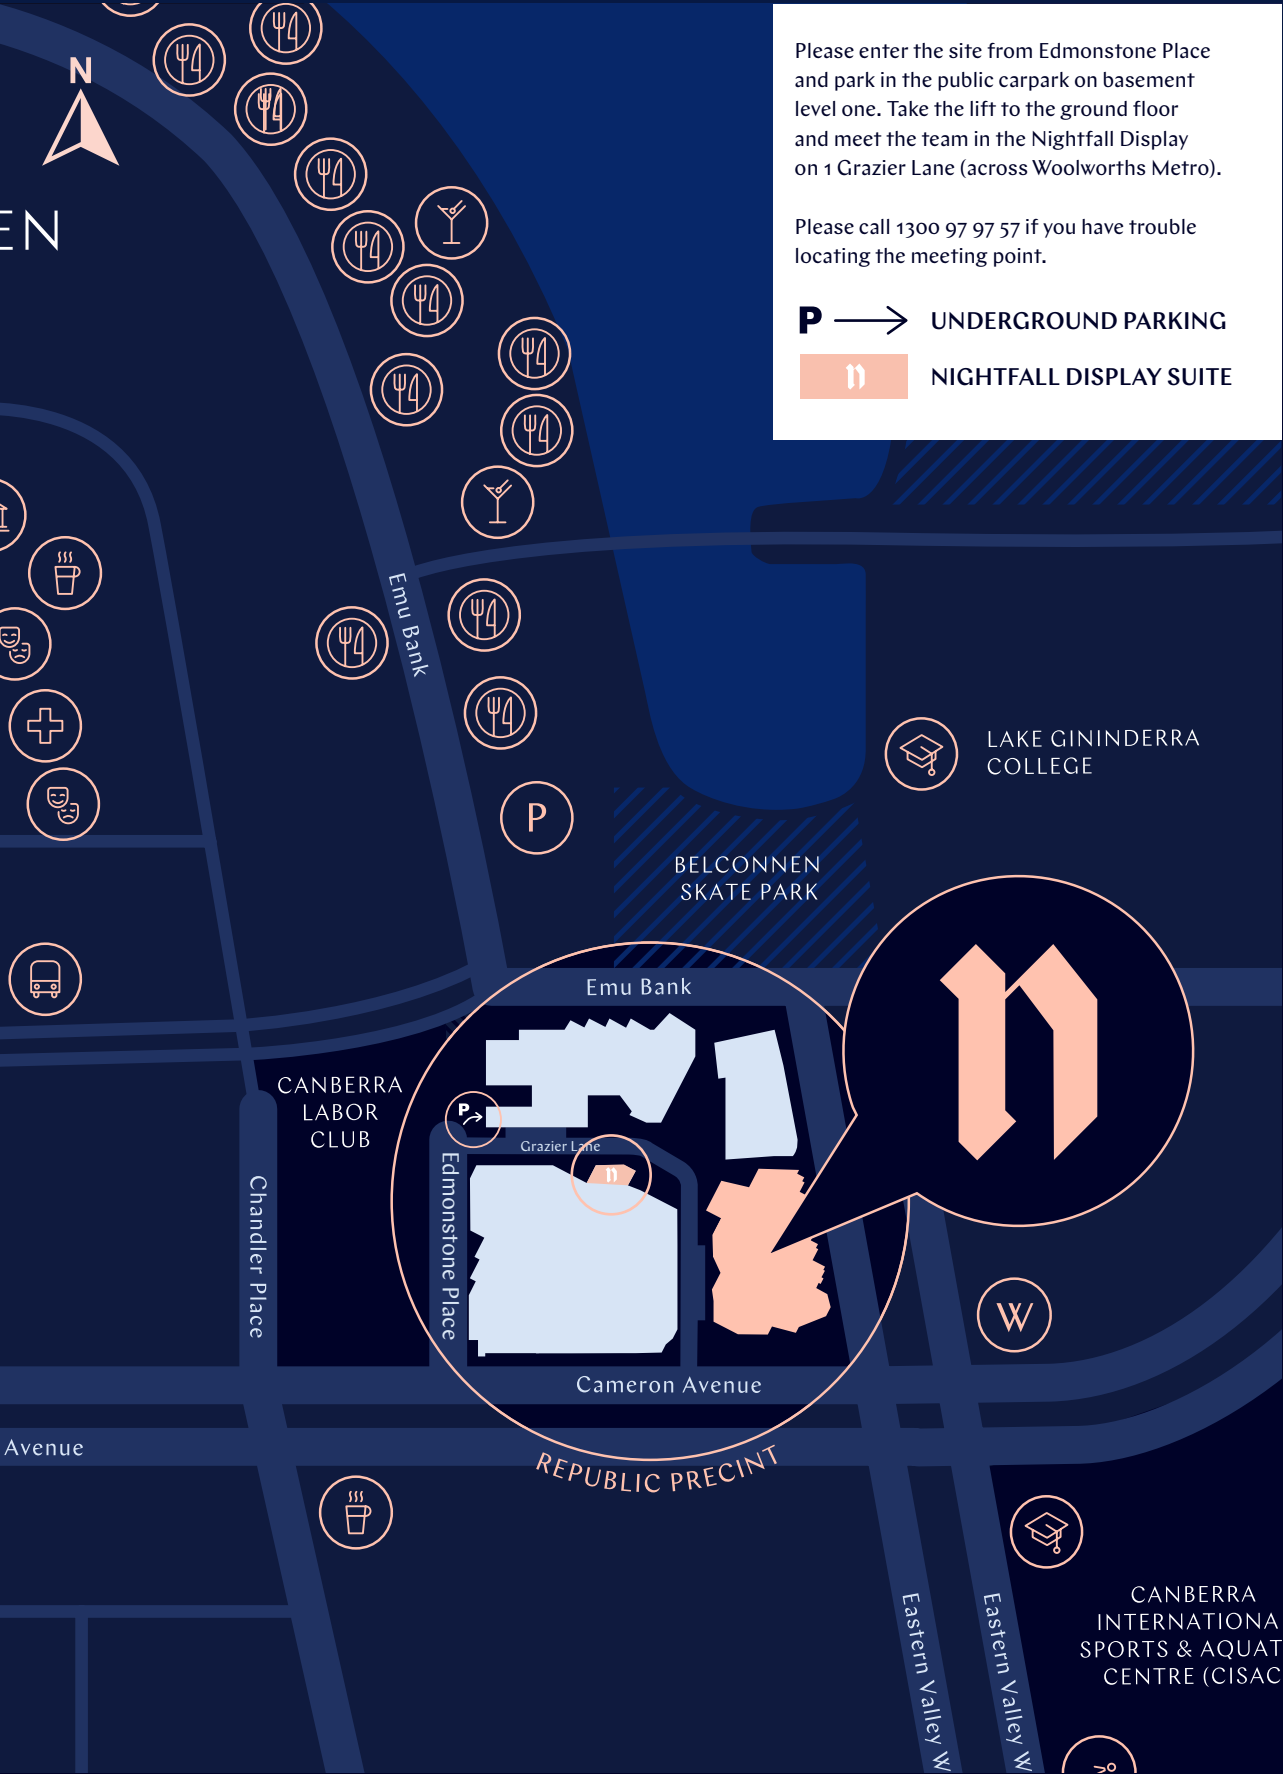 Please enter the site from Edmonstone Place
and park in the public carpark on basement
level one. Take the lift to the ground floor
and meet the team in the Nightfall Display
on 1 Grazier Lane (across Woolworths Metro).
Please call 1300 97 97 57 if you have trouble
locating the meeting point.
P UNDERGROUND PARKING
n NIGHTFALL DISPLAY SUITE
N
EN
Emu Bank
LAKE GININDERRA
COLLEGE
P
BELCONNEN
SKATE PARK
Emu Bank
n
CANBERRA
LABOR
CLUB
P
Grazier Lane
n
Edmonstone Place
Chandler Place
W
Cameron Avenue
Avenue
REPUBLIC PRECINT
Eastern Valley W
Eastern Valley W
CANBERRA
INTERNATIONA
SPORTS & AQUAT
CENTRE (CISAC